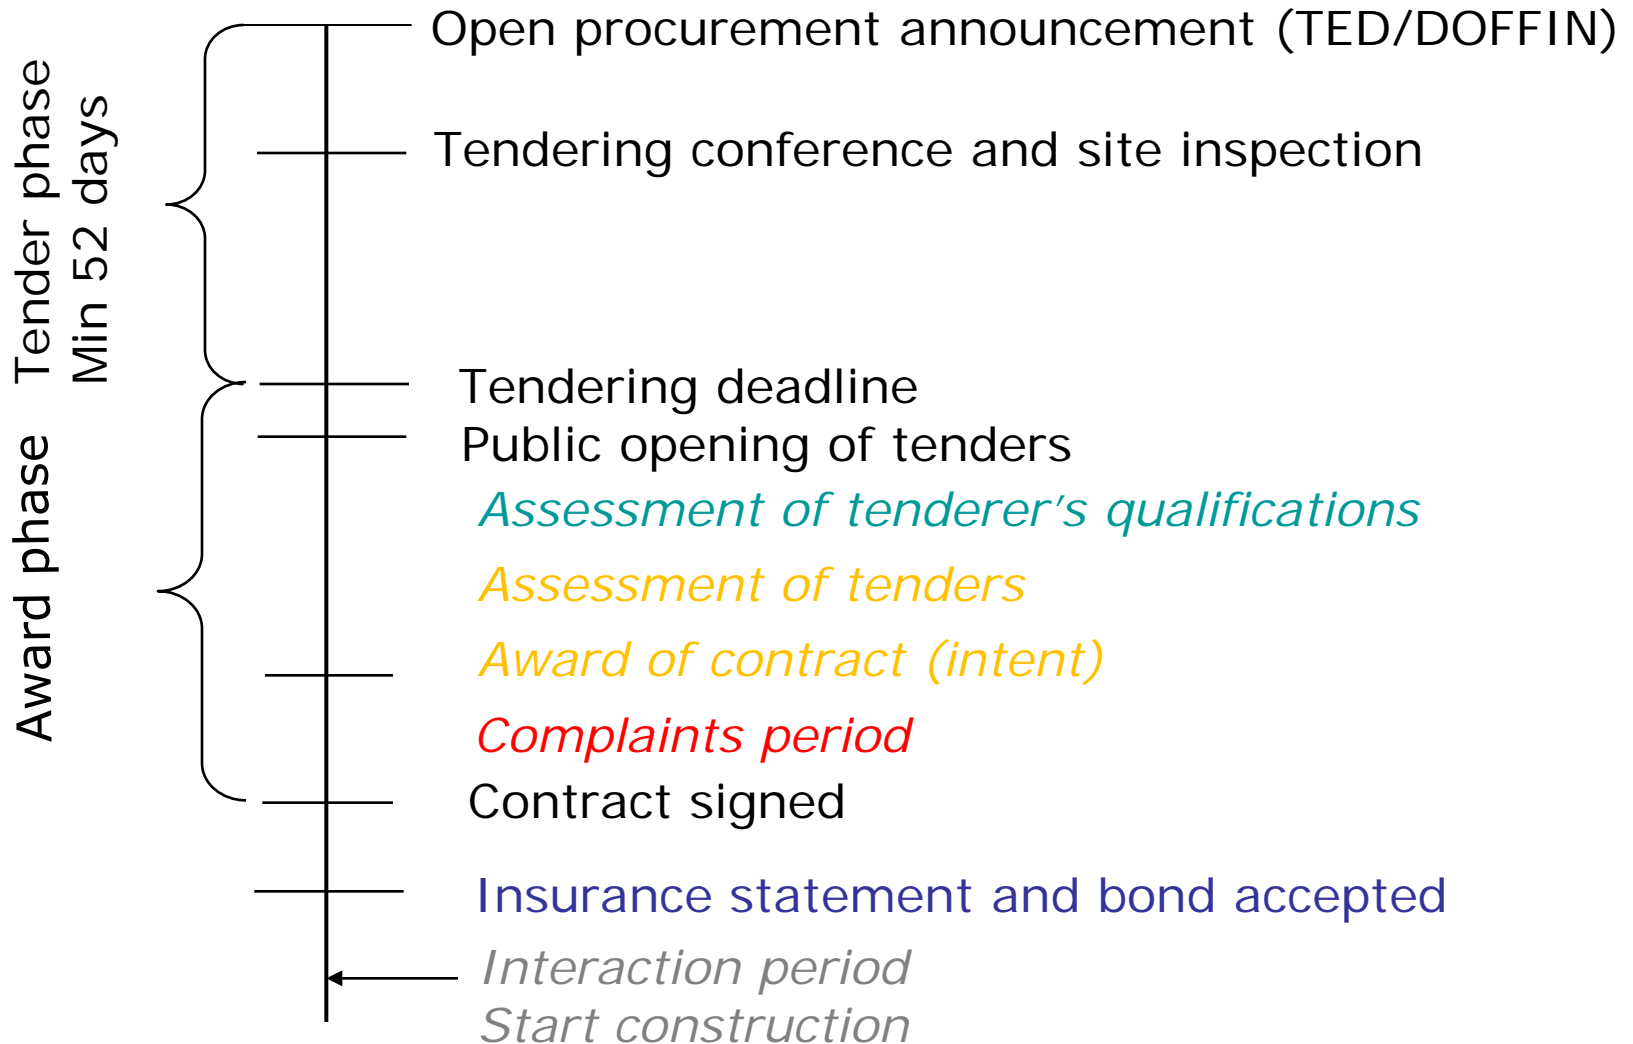 Open procurement announcement (TED/DOFFIN)
Tender phase
Min 52 days
Tendering conference and site inspection
Tendering deadline
Public opening of tenders
Award phase
Assessment of tenderer’s qualifications
Assessment of tenders
Award of contract (intent)
Complaints period
Contract signed
Insurance statement and bond accepted
Interaction period
Start construction